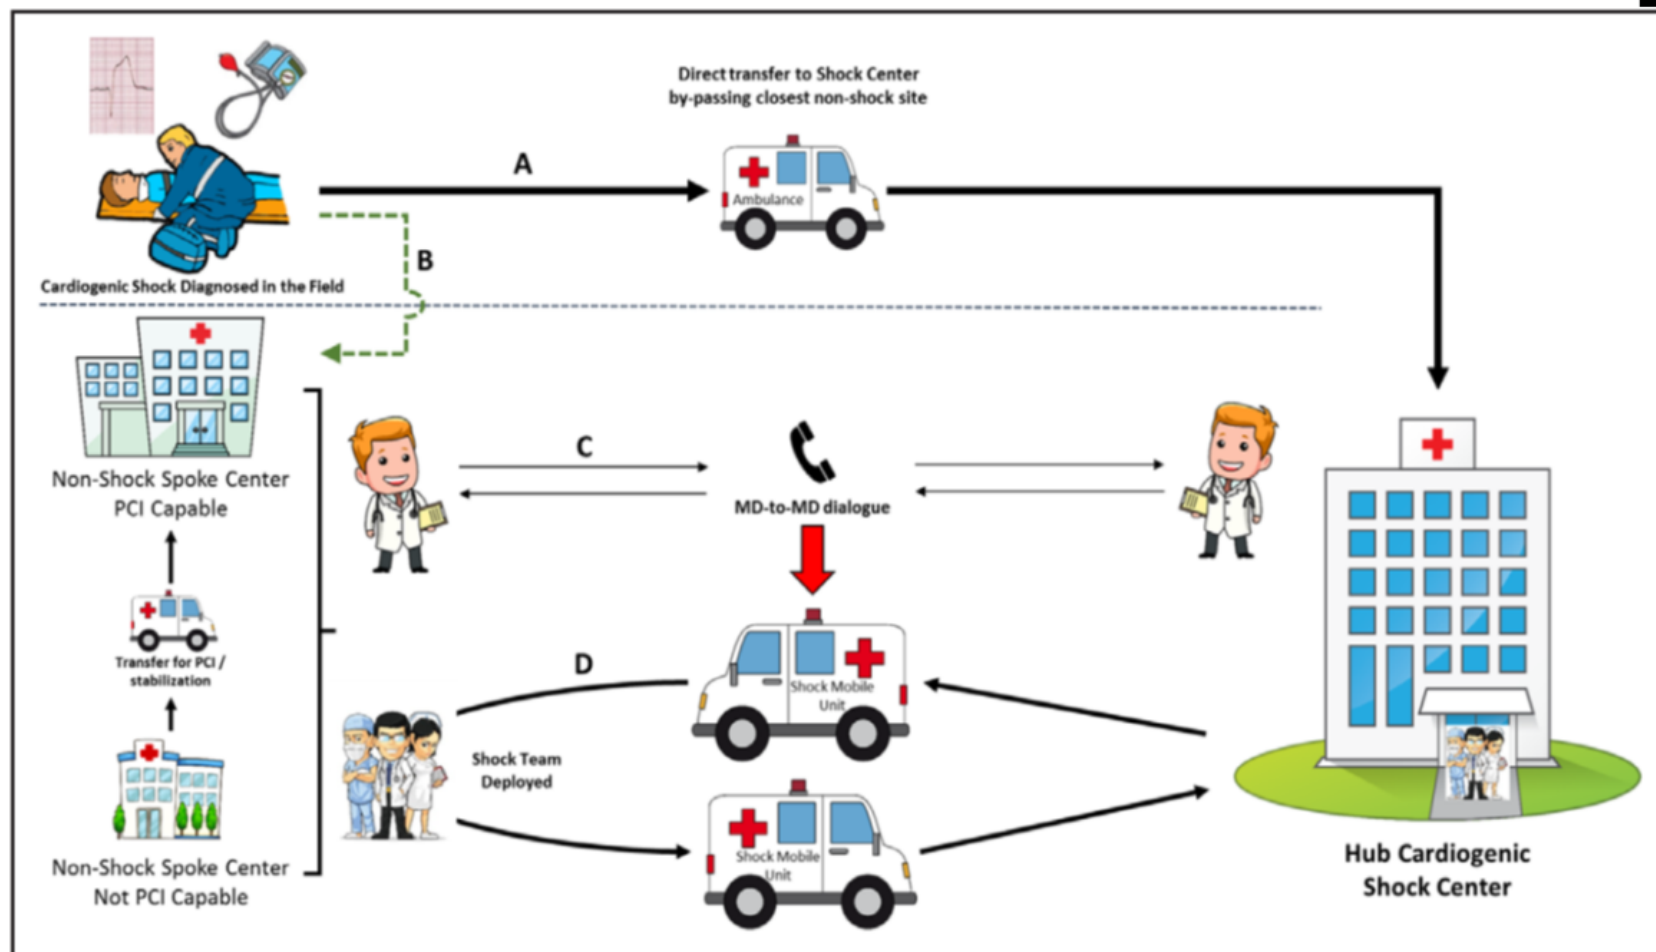 Direct transfer to Shock Center
by-passing closest non-shock site
A
Ambulance
B
Cardiogenic Shock Diagnosed in the Field
Non-Shock Spoke Center
PCI Capable
C
MD-to-MD dialogue
Transfer for PCI /
stabilization
D
Shock Mobile
Unit
Shock Team
Deployed
Shock Mobile
Unit
Non-Shock Spoke Center
Not PCI Capable
Hub Cardiogenic
Shock Center